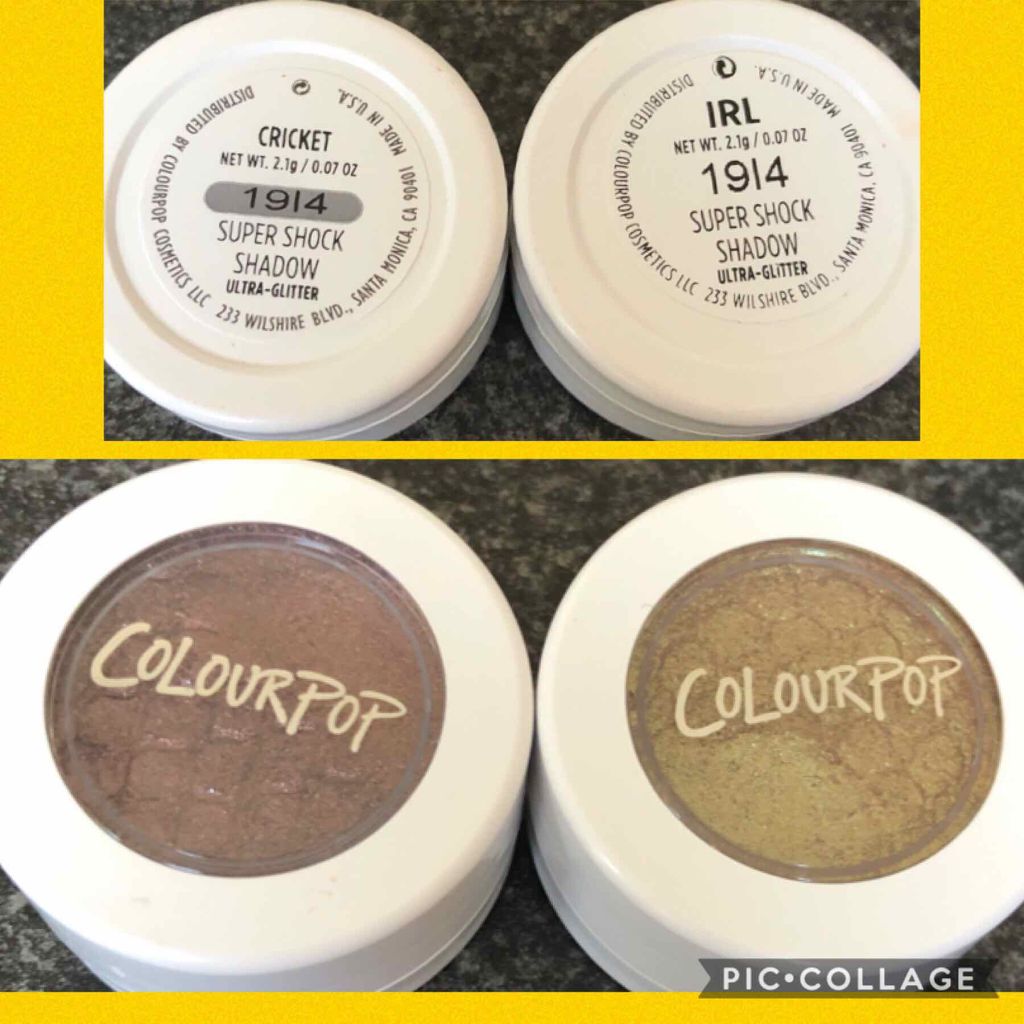 CRICKET
NET WT. 2.1g / 0.07 OZ
19I4
SUPER SHOCK
SHADOW
ULTRA-GLITTER
DISTRIBUTED BY COLOURPOP COSMETICS LLC 233 WILSHIRE BLVD., SANTA MONICA, CA 90401 MADE IN U.S.A.
IRL
NET WT. 2.1g / 0.07 OZ
19I4
SUPER SHOCK
SHADOW
ULTRA-GLITTER
DISTRIBUTED BY COLOURPOP COSMETICS LLC 233 WILSHIRE BLVD., SANTA MONICA, CA 90401 MADE IN U.S.A.
COLOURPOP
COLOURPOP
PIC•COLLAGE